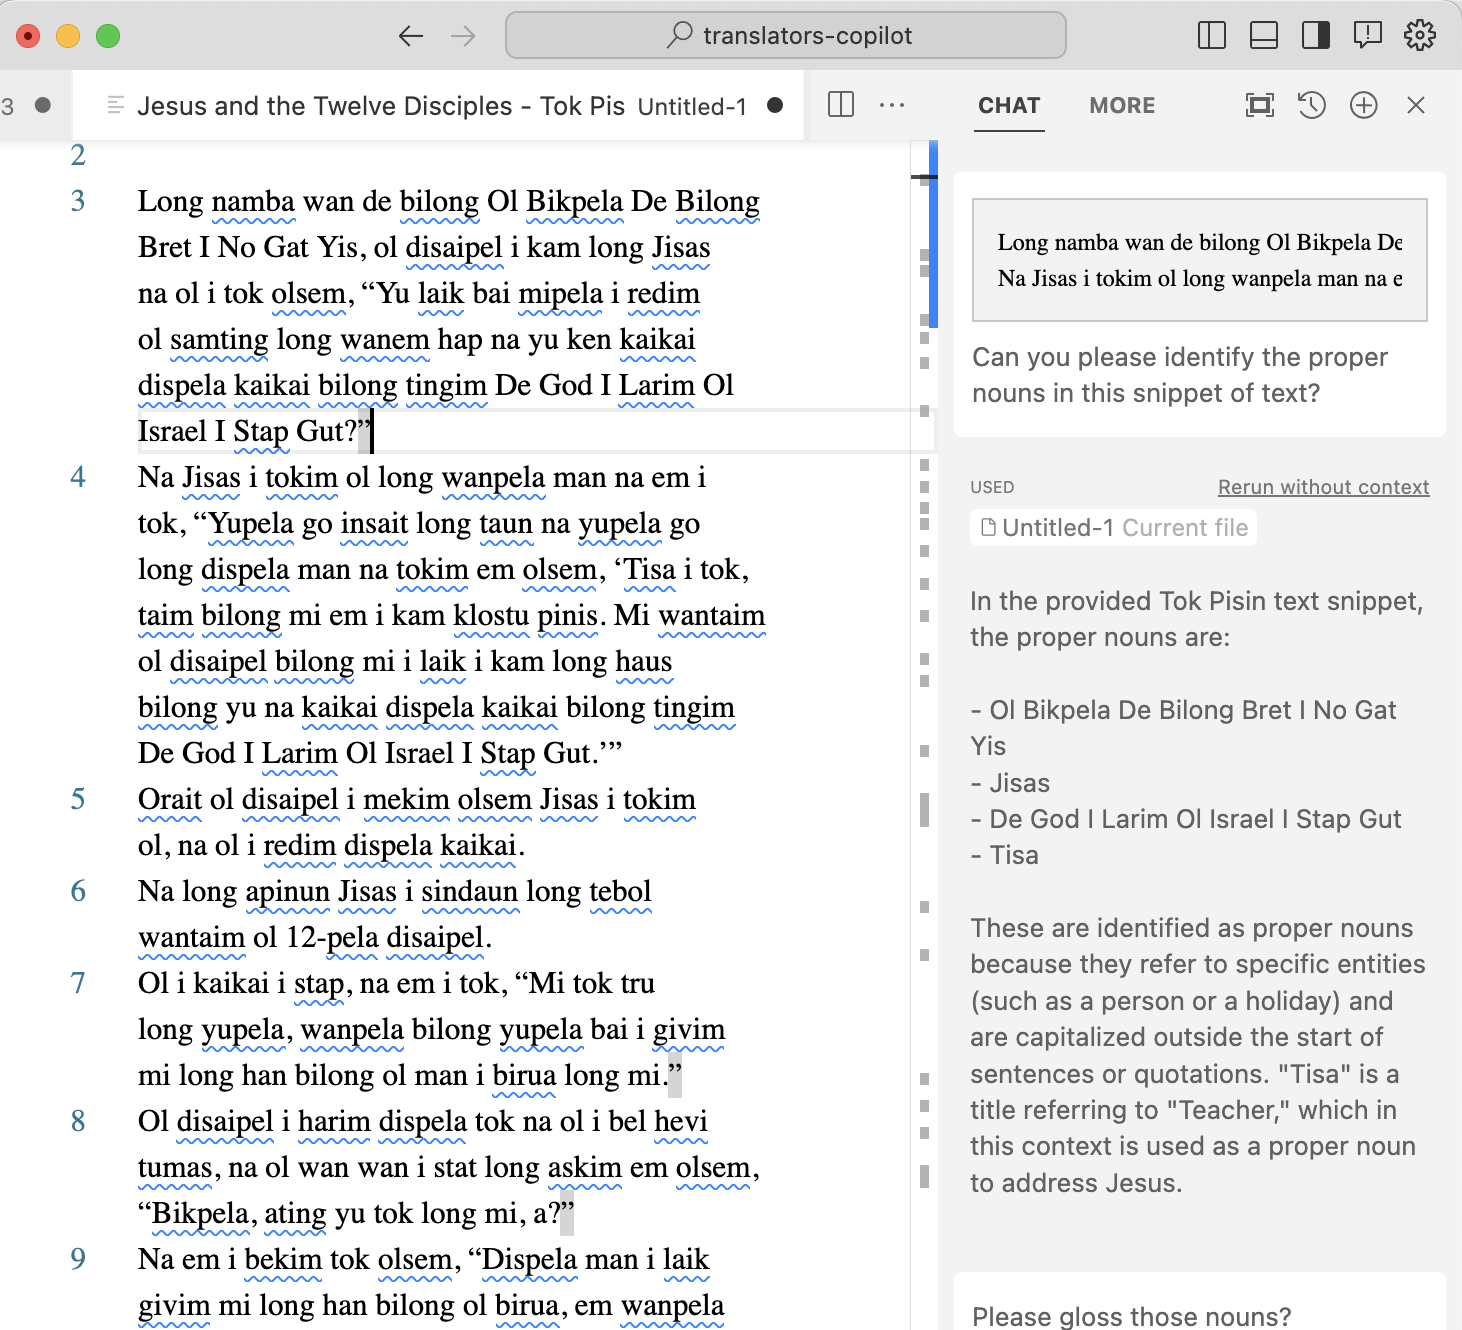 translators-copilot
3
Jesus and the Twelve Disciples - Tok Pis Untitled-1
CHAT MORE
2
3 Long namba wan de bilong Ol Bikpela De Bilong
Bret I No Gat Yis, ol disaipel i kam long Jisas
na ol i tok olsem, “Yu laik bai mipela i redim
ol samting long wanem hap na yu ken kaikai
dispela kaikai bilong tingim De God I Larim Ol
Israel I Stap Gut?”
4 Na Jisas i tokim ol long wanpela man na em i
tok, “Yupela go insait long taun na yupela go
long dispela man na tokim em olsem, ‘Tisa i tok,
taim bilong mi em i kam klostu pinis. Mi wantaim
ol disaipel bilong mi i laik i kam long haus
bilong yu na kaikai dispela kaikai bilong tingim
De God I Larim Ol Israel I Stap Gut.’”
5 Orait ol disaipel i mekim olsem Jisas i tokim
ol, na ol i redim dispela kaikai.
6 Na long apinun Jisas i sindaun long tebol
wantaim ol 12-pela disaipel.
7 Ol i kaikai i stap, na em i tok, “Mi tok tru
long yupela, wanpela bilong yupela bai i givim
mi long han bilong ol man i birua long mi.”
8 Ol disaipel i harim dispela tok na ol i bel hevi
tumas, na ol wan wan i stat long askim em olsem,
“Bikpela, ating yu tok long mi, a?”
9 Na em i bekim tok olsem, “Dispela man i laik
givim mi long han bilong ol birua, em wanpela
Long namba wan de bilong Ol Bikpela De
Na Jisas i tokim ol long wanpela man na e
Can you please identify the proper
nouns in this snippet of text?
USED Rerun without context
Untitled-1 Current file
In the provided Tok Pisin text snippet,
the proper nouns are:
- Ol Bikpela De Bilong Bret I No Gat
Yis
- Jisas
- De God I Larim Ol Israel I Stap Gut
- Tisa
These are identified as proper nouns
because they refer to specific entities
(such as a person or a holiday) and
are capitalized outside the start of
sentences or quotations. "Tisa" is a
title referring to "Teacher," which in
this context is used as a proper noun
to address Jesus.
Please gloss those nouns?